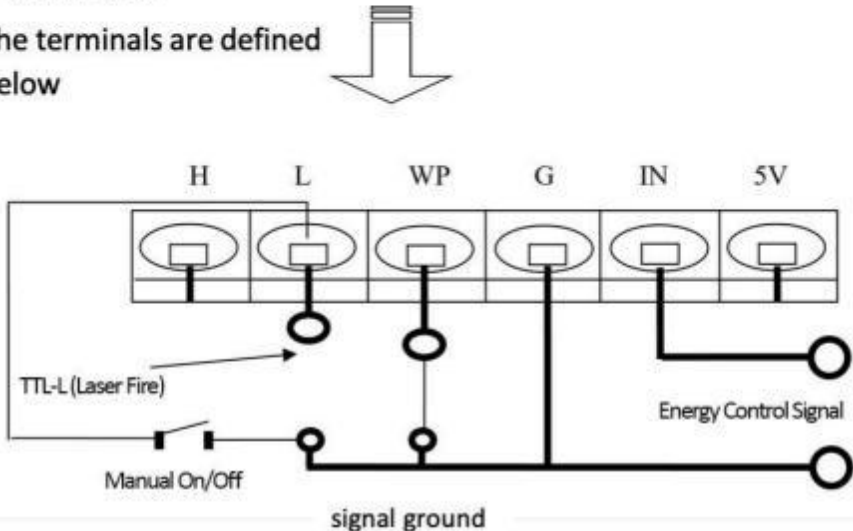 he terminals are defined
elow
H L WP G IN 5V
TTL-L (Laser Fire)
Energy Control Signal
Manual On/Off
signal ground